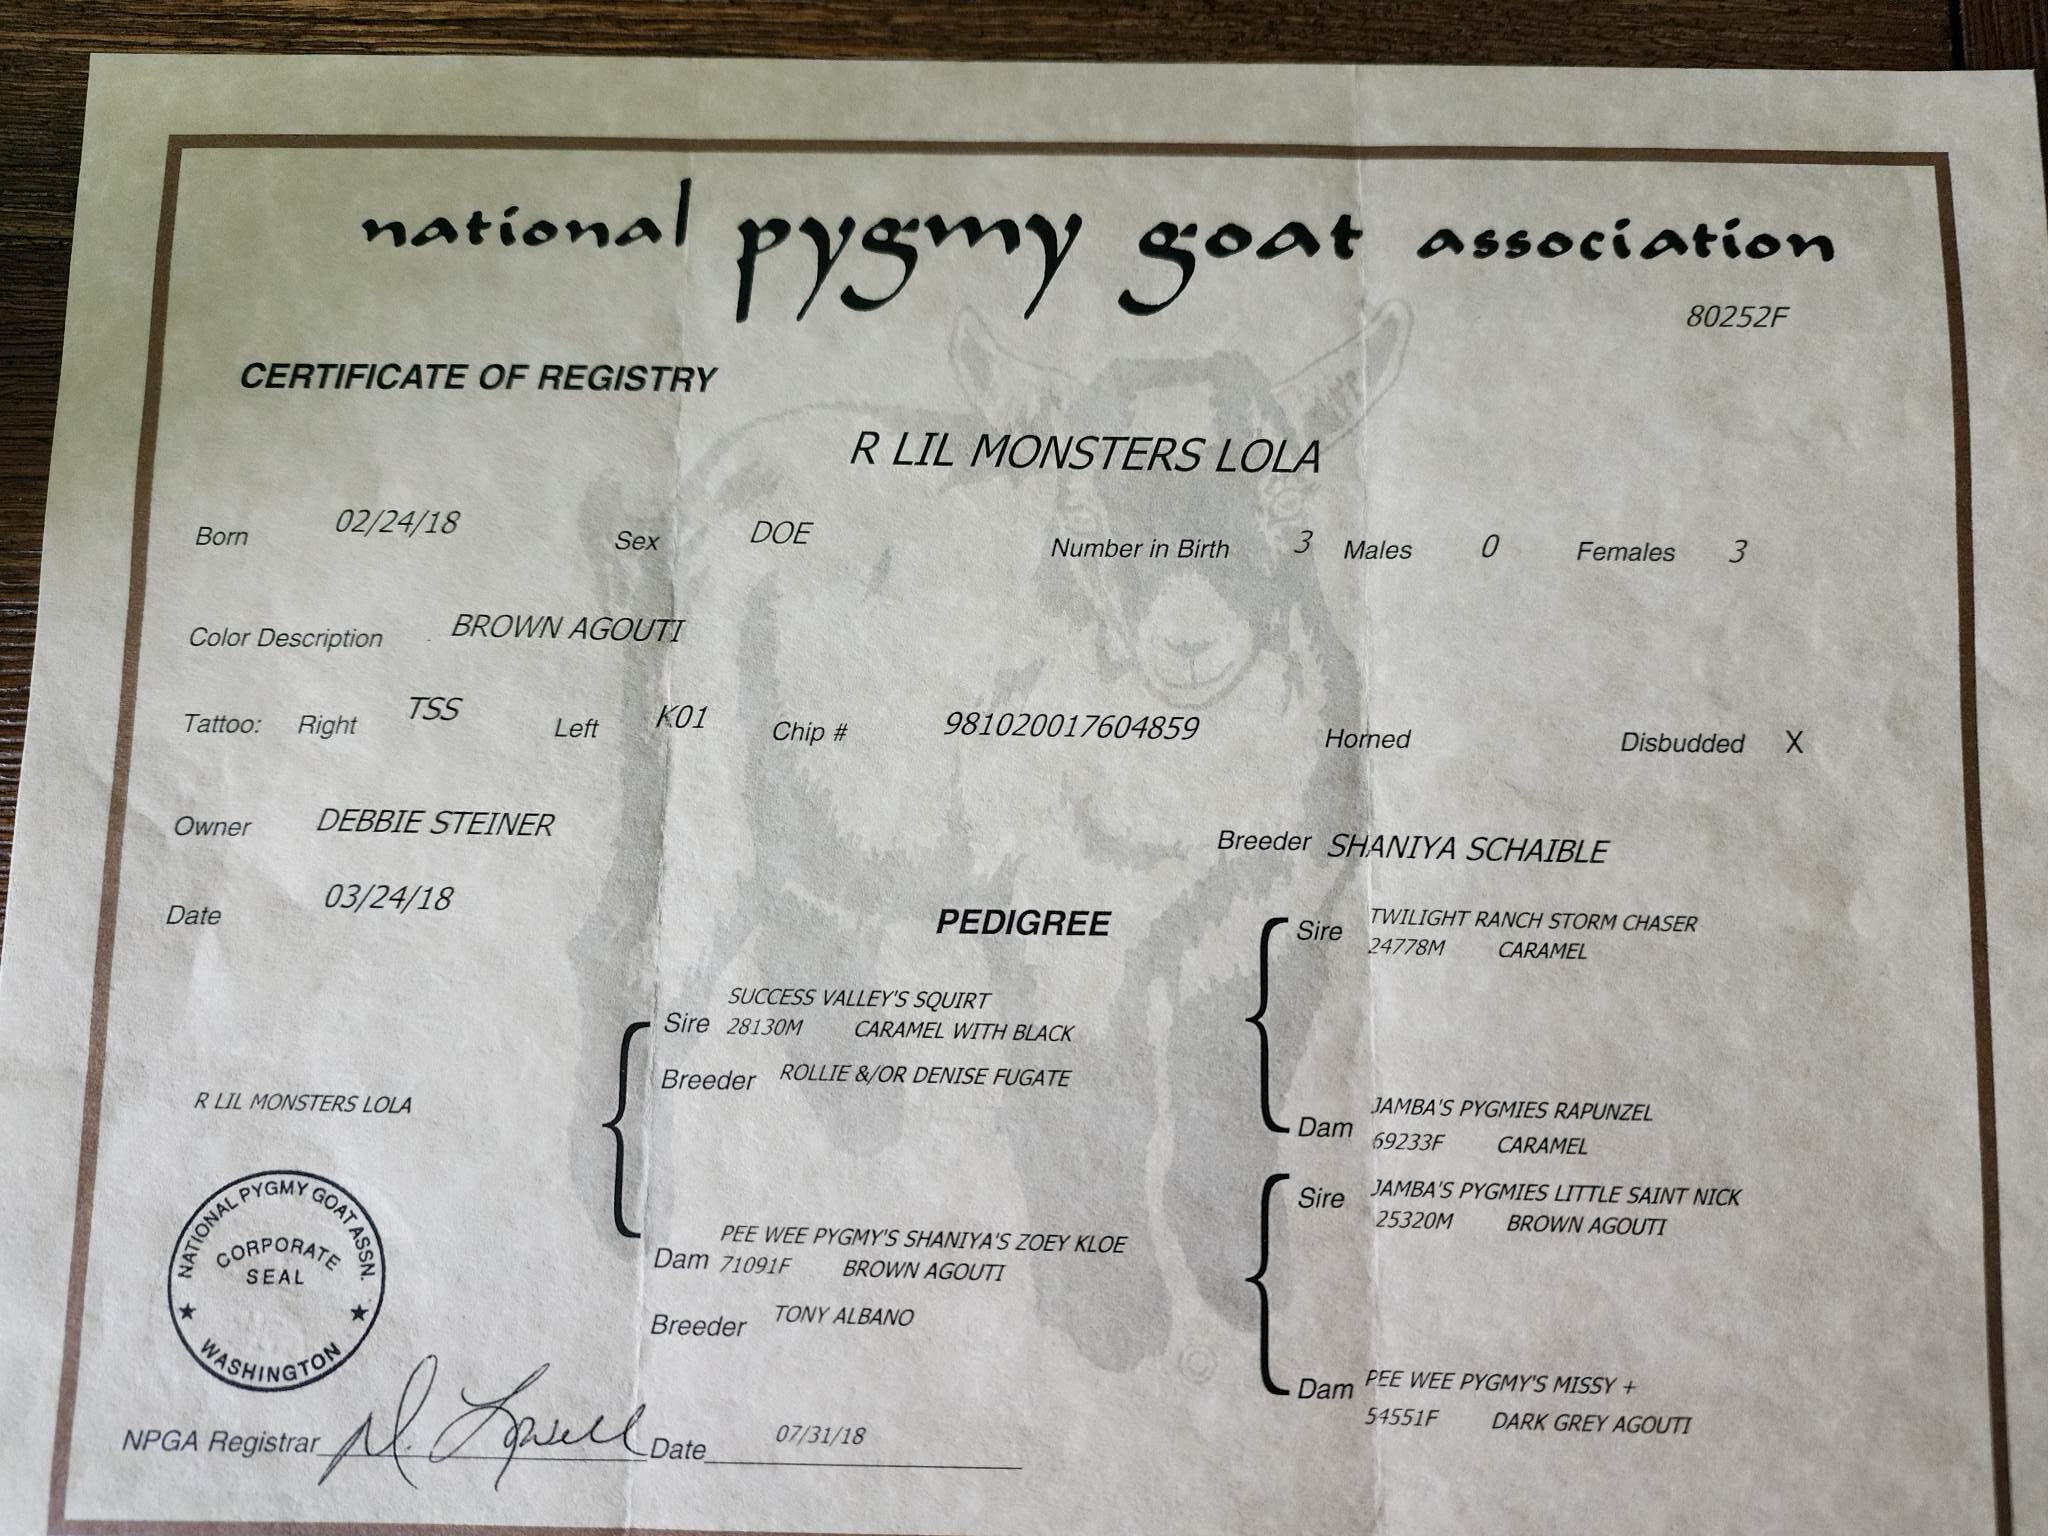 national pygmy goat association
80252F
CERTIFICATE OF REGISTRY
R LIL MONSTERS LOLA
Born 02/24/18 Sex DOE Number in Birth 3 Males 0 Females 3
Color Description BROWN AGOUTI
Tattoo: Right TSS Left K01 Chip # 981020017604859 Horned Disbudded X
Owner DEBBIE STEINER Breeder SHANIYA SCHAIBLE
Date 03/24/18
PEDIGREE
Sire TWILIGHT RANCH STORM CHASER
24778M CARAMEL
SUCCESS VALLEY'S SQUIRT
Sire 28130M CARAMEL WITH BLACK
Breeder ROLLIE &/OR DENISE FUGATE
R LIL MONSTERS LOLA
Dam JAMBA'S PYGMIES RAPUNZEL
69233F CARAMEL
Sire JAMBA'S PYGMIES LITTLE SAINT NICK
25320M BROWN AGOUTI
PEE WEE PYGMY'S SHANIYA'S ZOEY KLOE
Dam 71091F BROWN AGOUTI
Breeder TONY ALBANO
Dam PEE WEE PYGMY'S MISSY +
54551F DARK GREY AGOUTI
NATIONAL PYGMY GOAT ASSN.
CORPORATE
SEAL
★ ★
WASHINGTON
©
NPGA Registrar N. Lowell Date 07/31/18